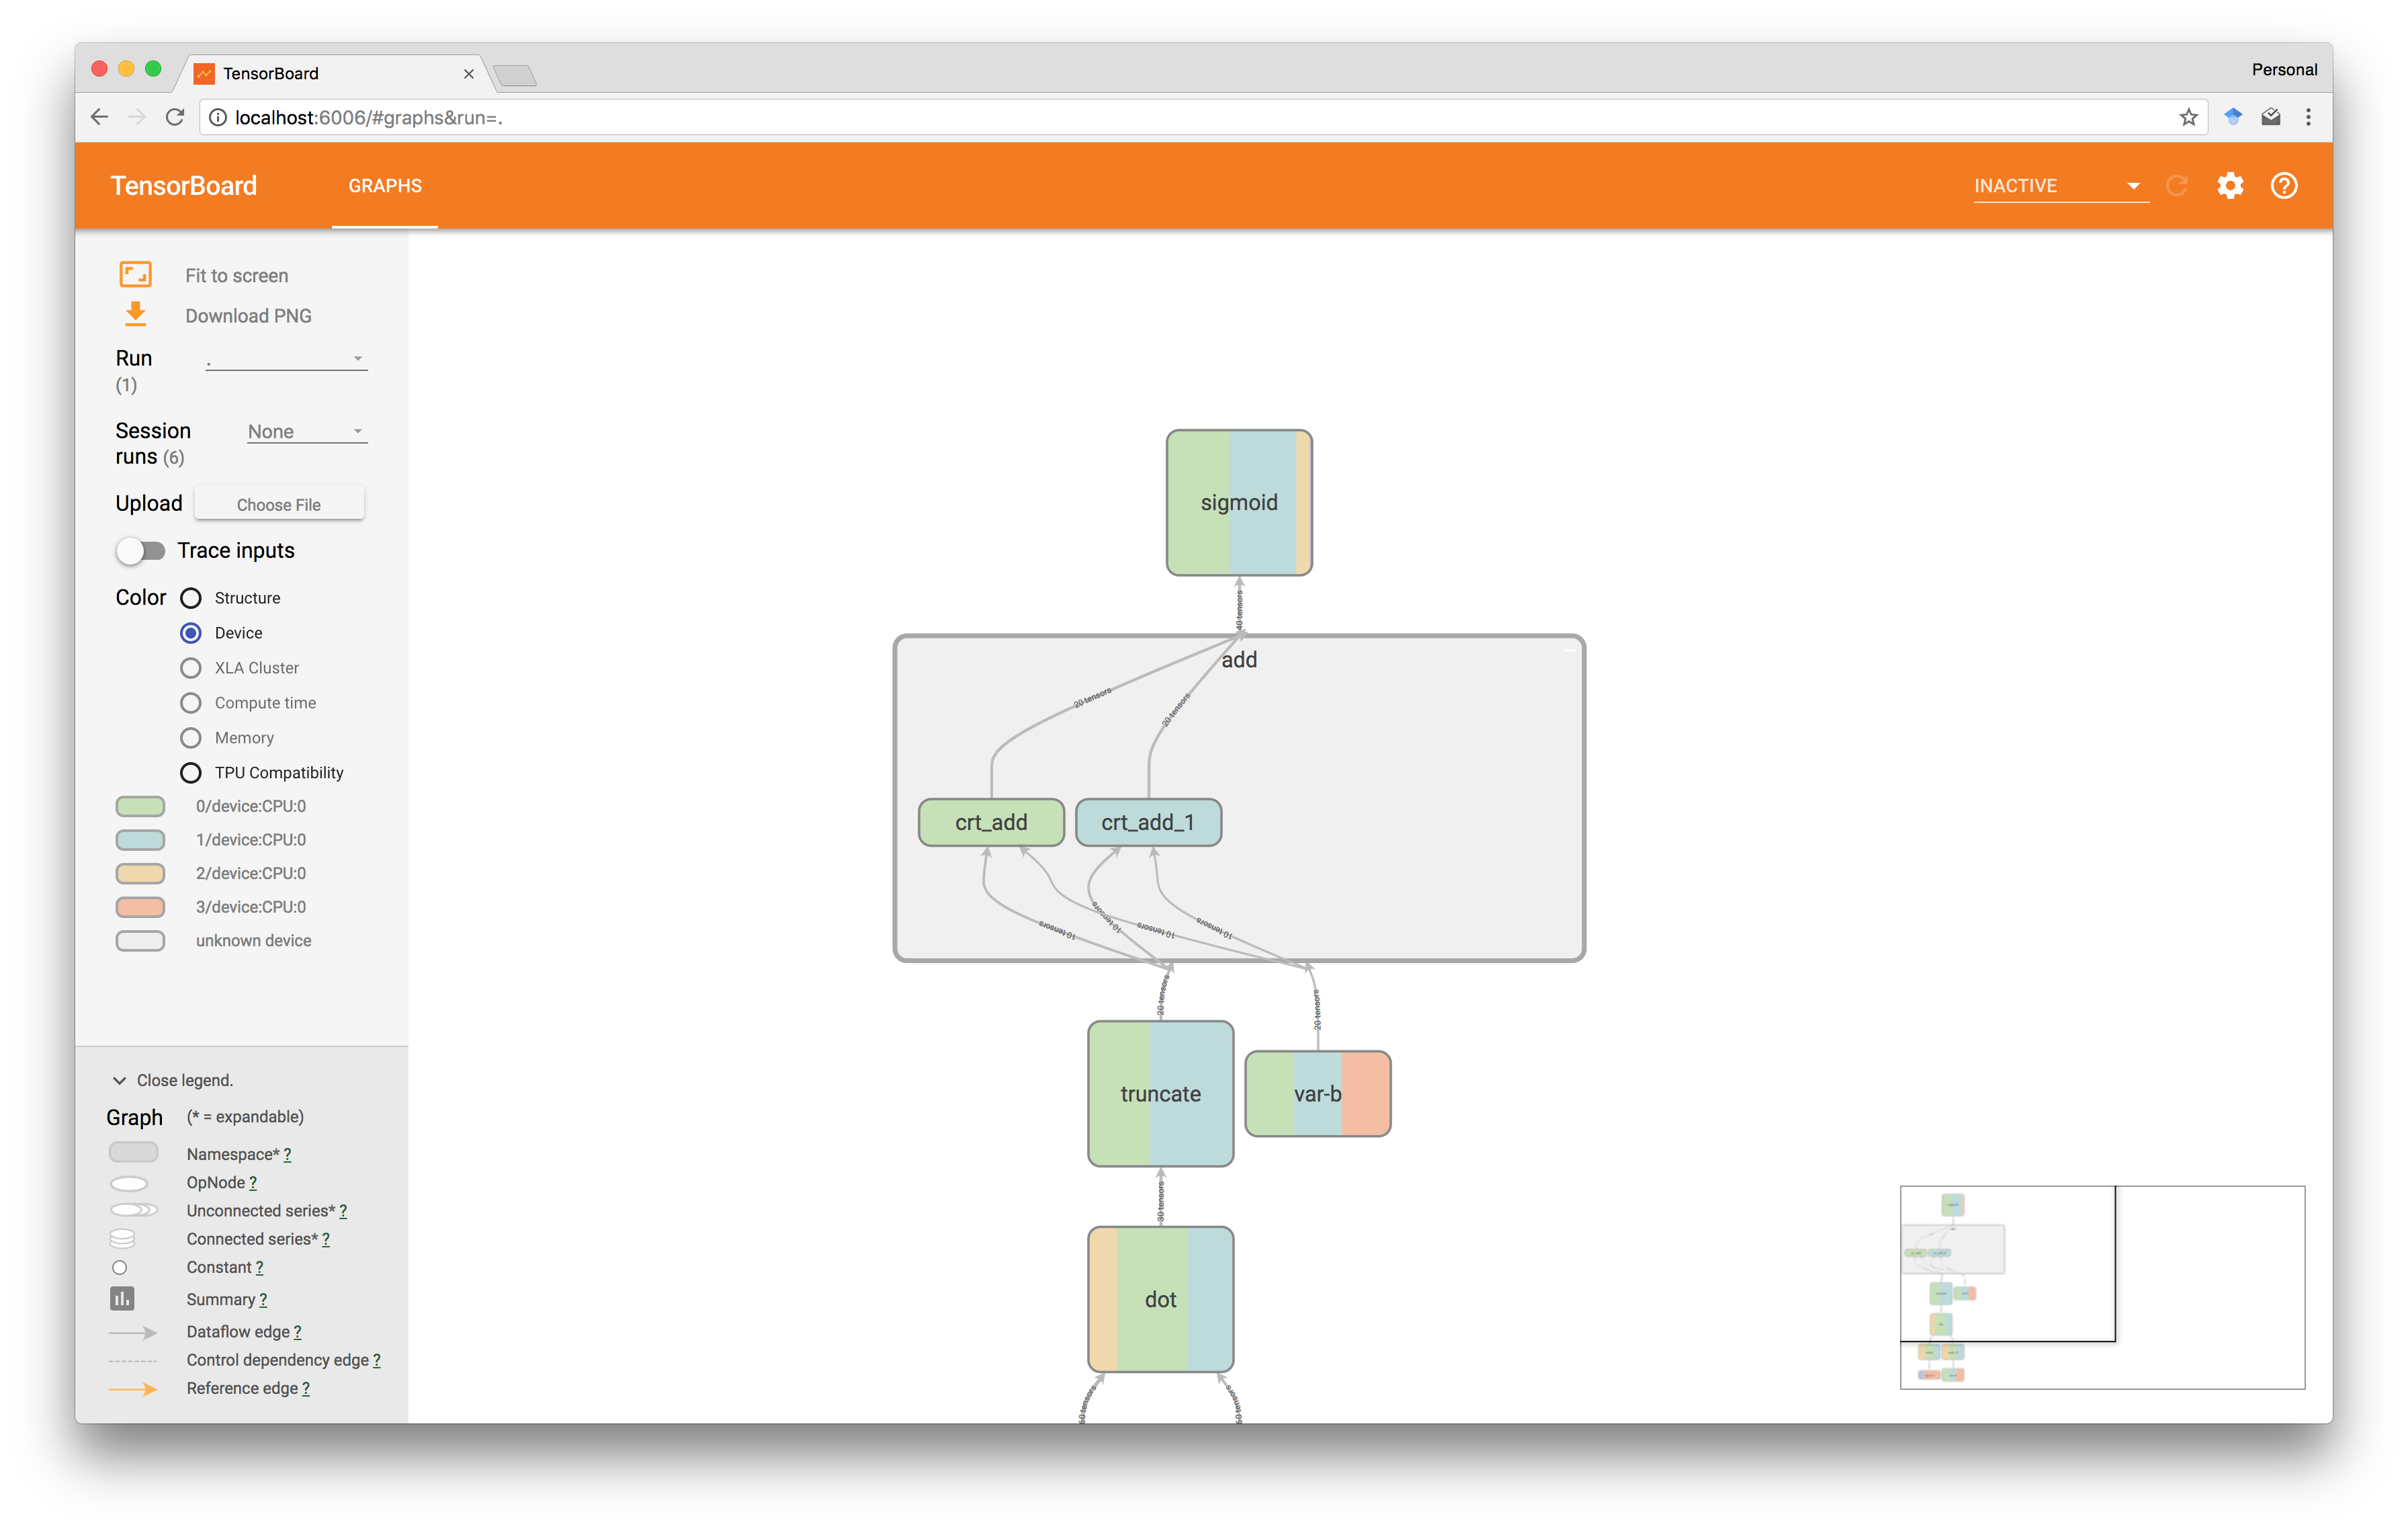 TensorBoard
Personal
localhost:6006/#graphs&run=.
TensorBoard
GRAPHS
INACTIVE
Fit to screen
Download PNG
Run
(1)
.
Session
runs (6)
None
Upload
Choose File
Trace inputs
Color
Structure
Device
XLA Cluster
Compute time
Memory
TPU Compatibility
0/device:CPU:0
1/device:CPU:0
2/device:CPU:0
3/device:CPU:0
unknown device
Close legend.
Graph
(* = expandable)
Namespace* ?
OpNode ?
Unconnected series* ?
Connected series* ?
Constant ?
Summary ?
Dataflow edge ?
Control dependency edge ?
Reference edge ?
sigmoid
40 tensors
add
20 tensors
20 tensors
crt_add
crt_add_1
10 tensors
10 tensors
10 tensors
10 tensors
20 tensors
20 tensors
truncate
var-b
30 tensors
dot